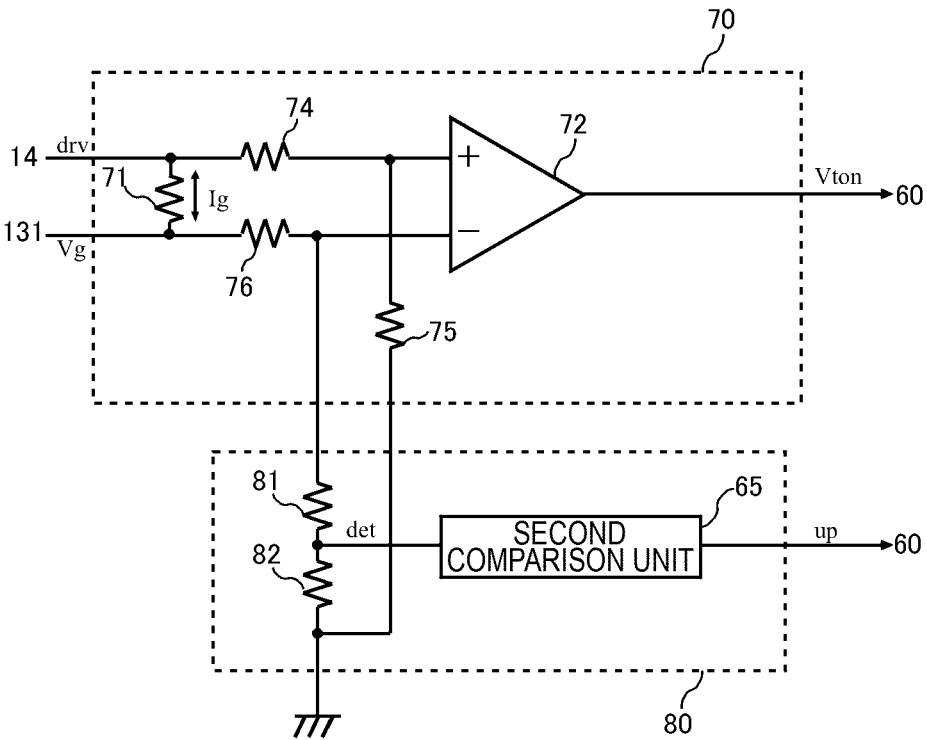 70
74
72
14 drv
+
71
Ig
Vton
60
131
Vg
−
76
75
81
65
det
SECOND
COMPARISON UNIT
up
60
82
80